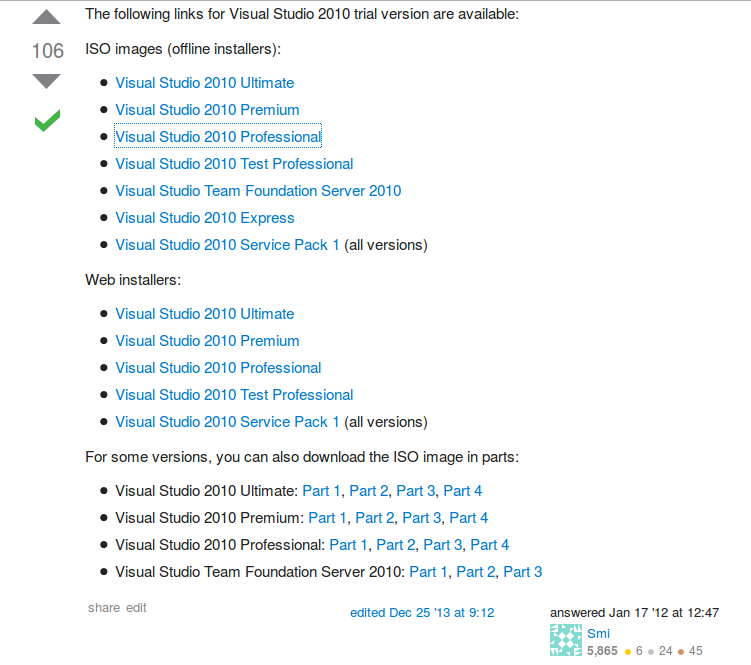 The following links for Visual Studio 2010 trial version are available:
106
ISO images (offline installers):
Visual Studio 2010 Ultimate
Visual Studio 2010 Premium
Visual Studio 2010 Professional
Visual Studio 2010 Test Professional
Visual Studio Team Foundation Server 2010
Visual Studio 2010 Express
Visual Studio 2010 Service Pack 1 (all versions)
Web installers:
Visual Studio 2010 Ultimate
Visual Studio 2010 Premium
Visual Studio 2010 Professional
Visual Studio 2010 Test Professional
Visual Studio 2010 Service Pack 1 (all versions)
For some versions, you can also download the ISO image in parts:
Visual Studio 2010 Ultimate: Part 1, Part 2, Part 3, Part 4
Visual Studio 2010 Premium: Part 1, Part 2, Part 3, Part 4
Visual Studio 2010 Professional: Part 1, Part 2, Part 3, Part 4
Visual Studio Team Foundation Server 2010: Part 1, Part 2, Part 3
share edit
edited Dec 25 '13 at 9:12
answered Jan 17 '12 at 12:47
Smi
5,865 6 24 45